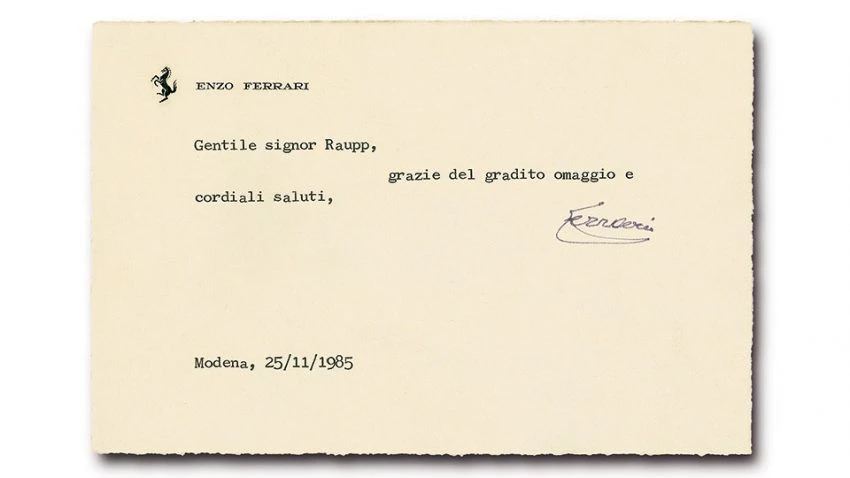 ENZO FERRARI
Gentile signor Raupp,
grazie del gradito omaggio e
cordiali saluti,
Ferrari
Modena, 25/11/1985